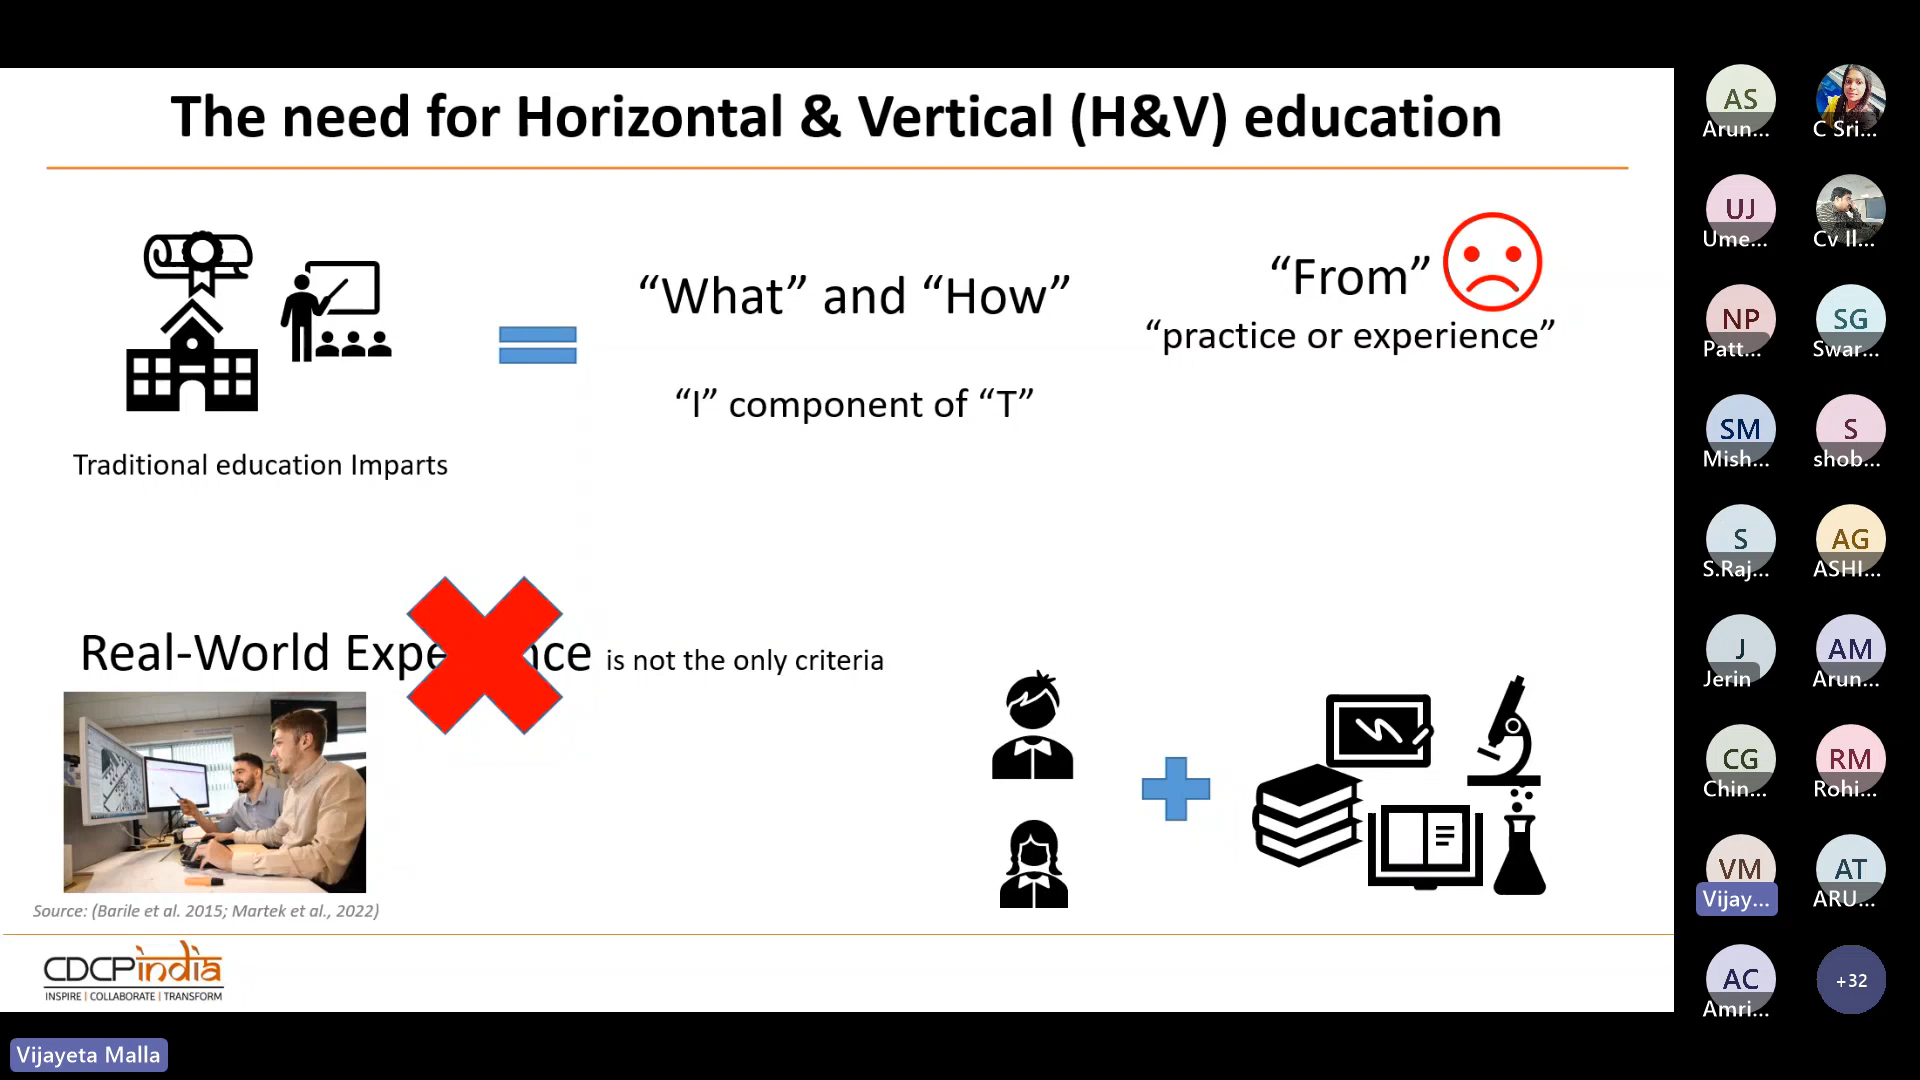 The need for Horizontal & Vertical (H&V) education
“What” and “How”
“From”
“practice or experience”
“I” component of “T”
Traditional education Imparts
Real-World Expe nce is not the only criteria
Source: (Barile et al. 2015; Martek et al., 2022)
CDCPindia
INSPIRE | COLLABORATE | TRANSFORM
Vijayeta Malla
AS
Arun...
C Sri...
UJ
Ume...
Cv Il...
NP
Patt...
SG
Swar...
SM
Mish...
S
shob...
S
S.Raj...
AG
ASHI...
J
Jerin
AM
Arun...
CG
Chin...
RM
Rohi...
VM
Vijay...
AT
ARU...
AC
Amri...
+32